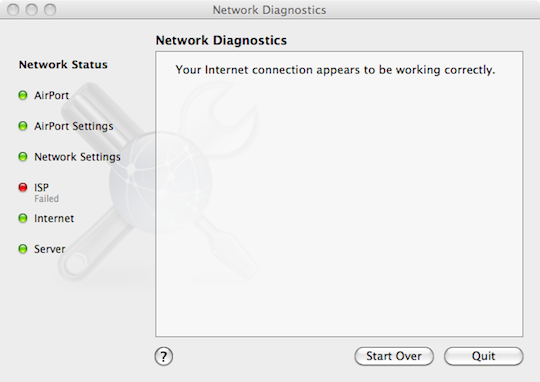 Network Diagnostics
Network Diagnostics
Your Internet connection appears to be working correctly.
Network Status
AirPort
AirPort Settings
Network Settings
ISP
Failed
Internet
Server
?
Start Over
Quit